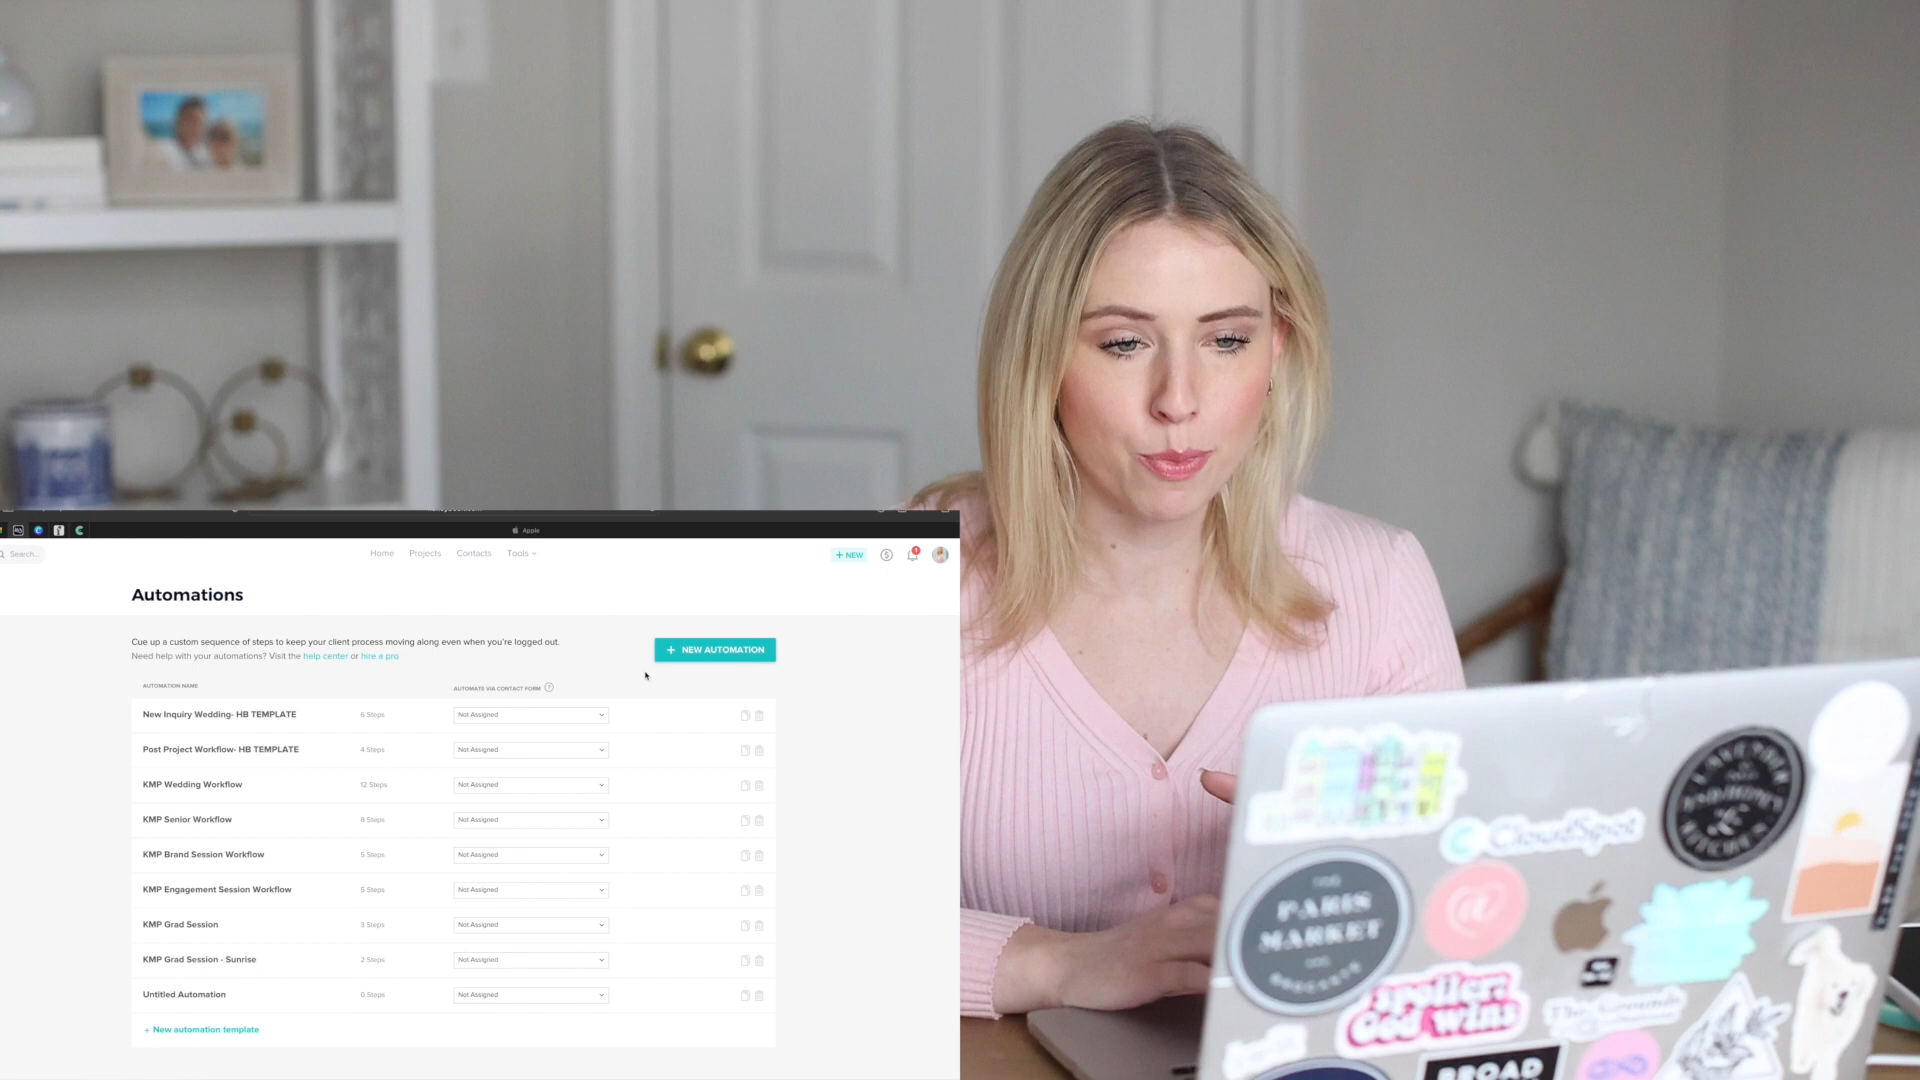 Apple
Search...
Home
Projects
Contacts
Tools
+ NEW
$
1
Automations
Cue up a custom sequence of steps to keep your client process moving along even when you're logged out.
Need help with your automations? Visit the help center or hire a pro
+ NEW AUTOMATION
AUTOMATION NAME
AUTOMATE VIA CONTACT FORM ?
New Inquiry Wedding- HB TEMPLATE 6 Steps Not Assigned
Post Project Workflow- HB TEMPLATE 4 Steps Not Assigned
KMP Wedding Workflow 12 Steps Not Assigned
KMP Senior Workflow 8 Steps Not Assigned
KMP Brand Session Workflow 5 Steps Not Assigned
KMP Engagement Session Workflow 5 Steps Not Assigned
KMP Grad Session 3 Steps Not Assigned
KMP Grad Session - Sunrise 2 Steps Not Assigned
Untitled Automation 0 Steps Not Assigned
+ New automation template
CloudSpot
PARIS
MARKET
spoiler:
God wins
The Grounds
BROAD